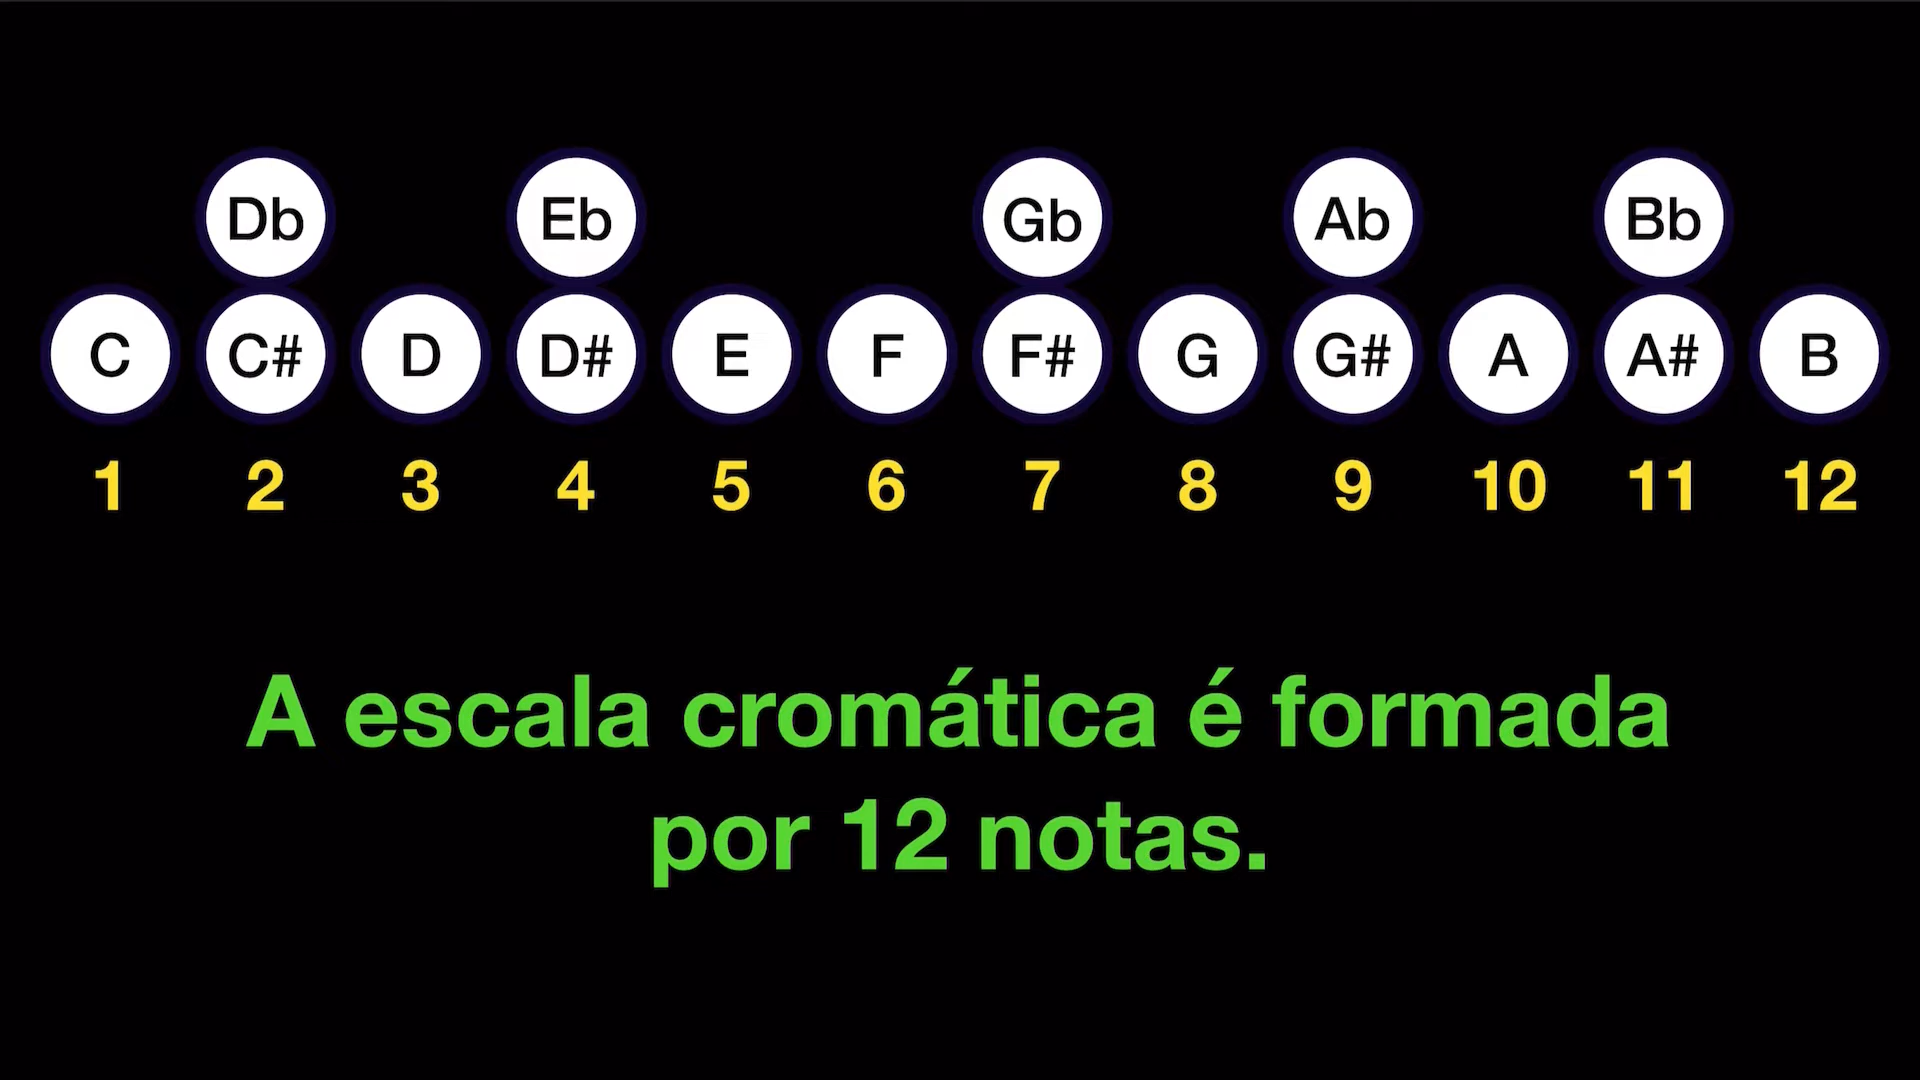 Db Eb Gb Ab Bb
C C# D D# E F F# G G# A A# B
1 2 3 4 5 6 7 8 9 10 11 12
A escala cromática é formada
por 12 notas.